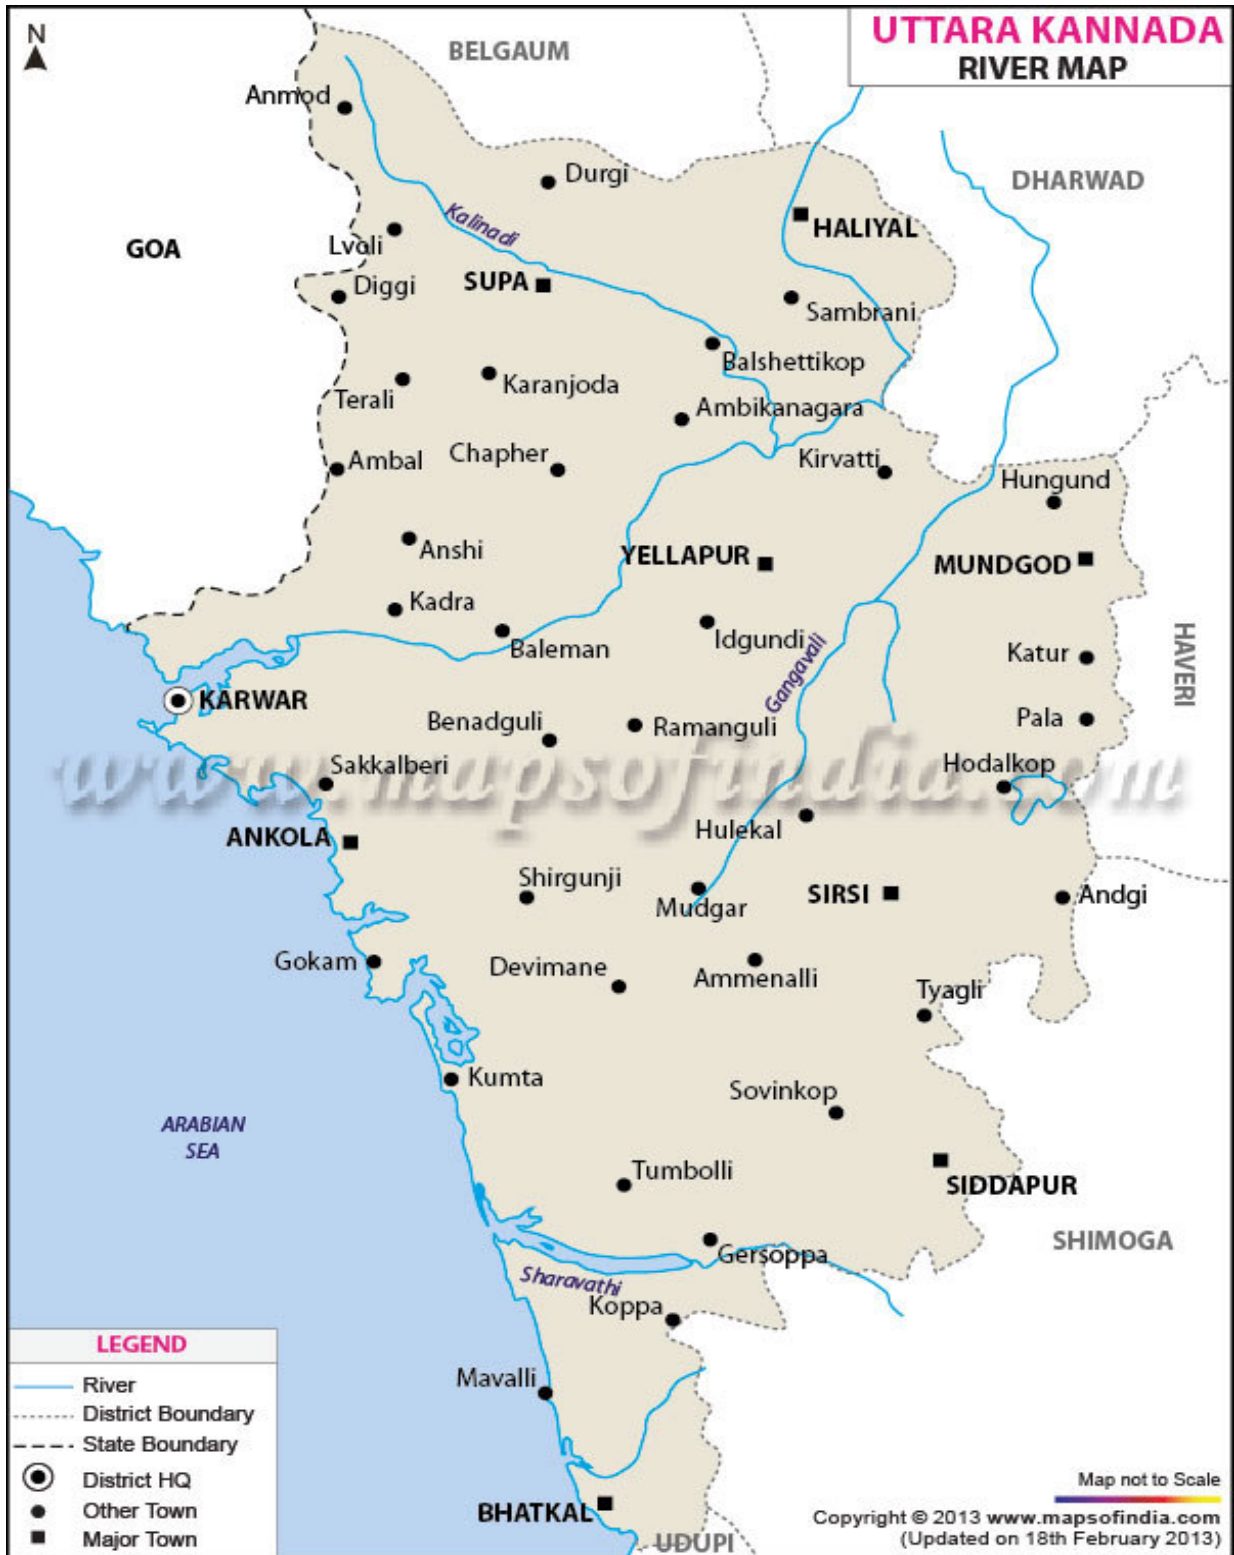 UTTARA KANNADA
RIVER MAP
N
BELGAUM
Anmod
DHARWAD
Durgi
Kalinadi
HALIYAL
GOA
Lvoli
SUPA
Diggi
Sambrani
Balshettikop
Karanjoda
Terali
Ambikanagara
Chapher
Ambal
Kirvatti
Hungund
Anshi
YELLAPUR
MUNDGOD
Kadra
Baleman
Idgundi
HAVERI
Katur
Gangavali
KARWAR
Benadguli
Ramanguli
Pala
www.mapsofindia.com
Sakkalberi
Hodalkop
ANKOLA
Hulekal
Shirgunji
Mudgar
SIRSI
Andgi
Gokam
Devimane
Ammenalli
Tyagli
Kumta
Sovinkop
ARABIAN
SEA
Tumbolli
SIDDAPUR
SHIMOGA
Gersoppa
Sharavathi
Koppa
LEGEND
River
District Boundary
State Boundary
District HQ
Other Town
Major Town
Mavalli
BHATKAL
UDUPI
Map not to Scale
Copyright © 2013 www.mapsofindia.com
(Updated on 18th February 2013)